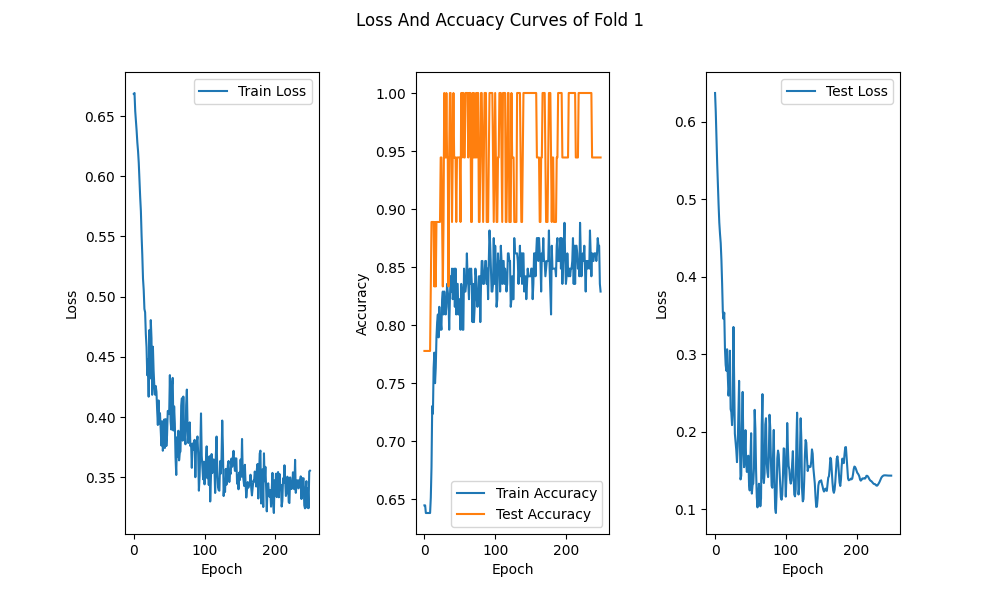 Loss And Accuacy Curves of Fold 1
Train Loss
0.65
0.60
0.55
0.50
0.45
0.40
0.35
0
100
200
Loss
Epoch
1.00
0.95
0.90
0.85
0.80
0.75
0.70
0.65
0
100
200
Accuracy
Epoch
Train Accuracy
Test Accuracy
Test Loss
0.6
0.5
0.4
0.3
0.2
0.1
0
100
200
Loss
Epoch